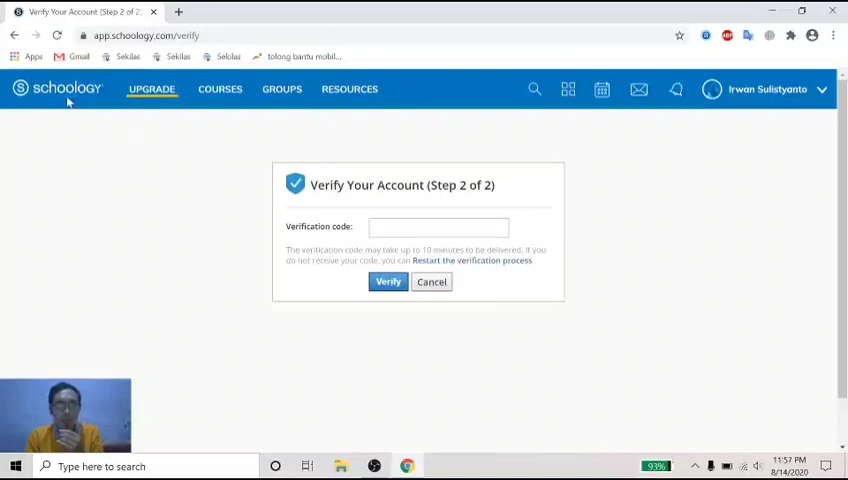 Verify Your Account (Step 2 of 2)
app.schoology.com/verify
Apps Gmail Sekilas Sekilas Sekilas tolong bantu mobil...
schoology UPGRADE COURSES GROUPS RESOURCES Irwan Sulistyanto
Verify Your Account (Step 2 of 2)
Verification code:
The verification code may take up to 10 minutes to be delivered. If you
do not receive your code, you can Restart the verification process
Verify Cancel
Type here to search
93%
11:57 PM
8/14/2020